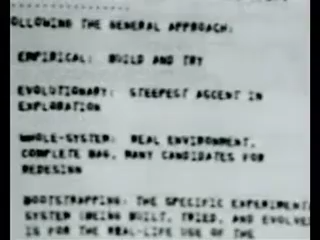 OLLOWING THE GENERAL APPROACH:
EMPIRICAL: BUILD AND TRY
EVOLUTIONARY: STEEPEST ASCENT IN
EXPLORATION
WHOLE-SYSTEM: REAL ENVIRONMENT,
COMPLETE BAG, MANY CANDIDATES FOR
REDESIGN
BOOTSTRAPPING: THE SPECIFIC EXPERIMENT
SYSTEM (BEING BUILT, TRIED, AND EVOLVE
IS FOR THE REAL-LIFE USE OF THE